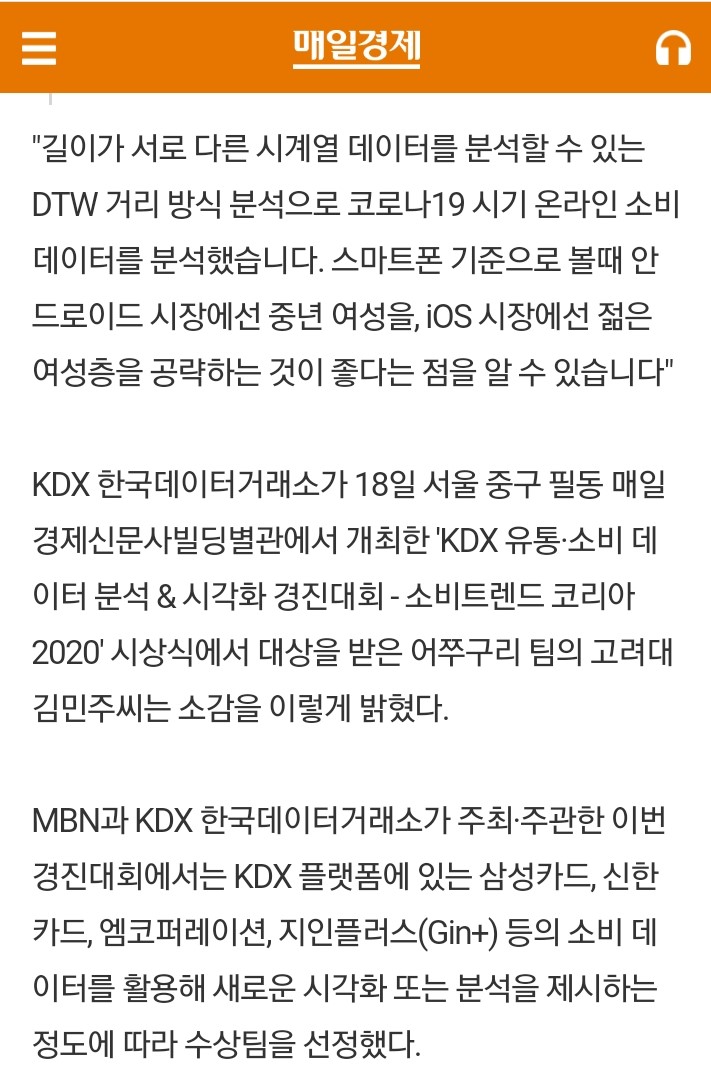 매일경제
"길이가 서로 다른 시계열 데이터를 분석할 수 있는
DTW 거리 방식 분석으로 코로나19 시기 온라인 소비
데이터를 분석했습니다. 스마트폰 기준으로 볼때 안
드로이드 시장에선 중년 여성을, iOS 시장에선 젊은
여성층을 공략하는 것이 좋다는 점을 알 수 있습니다"
KDX 한국데이터거래소가 18일 서울 중구 필동 매일
경제신문사빌딩별관에서 개최한 'KDX 유통·소비 데
이터 분석 & 시각화 경진대회 - 소비트렌드 코리아
2020' 시상식에서 대상을 받은 어쭈구리 팀의 고려대
김민주씨는 소감을 이렇게 밝혔다.
MBN과 KDX 한국데이터거래소가 주최·주관한 이번
경진대회에서는 KDX 플랫폼에 있는 삼성카드, 신한
카드, 엠코퍼레이션, 지인플러스(Gin+) 등의 소비 데
이터를 활용해 새로운 시각화 또는 분석을 제시하는
정도에 따라 수상팀을 선정했다.